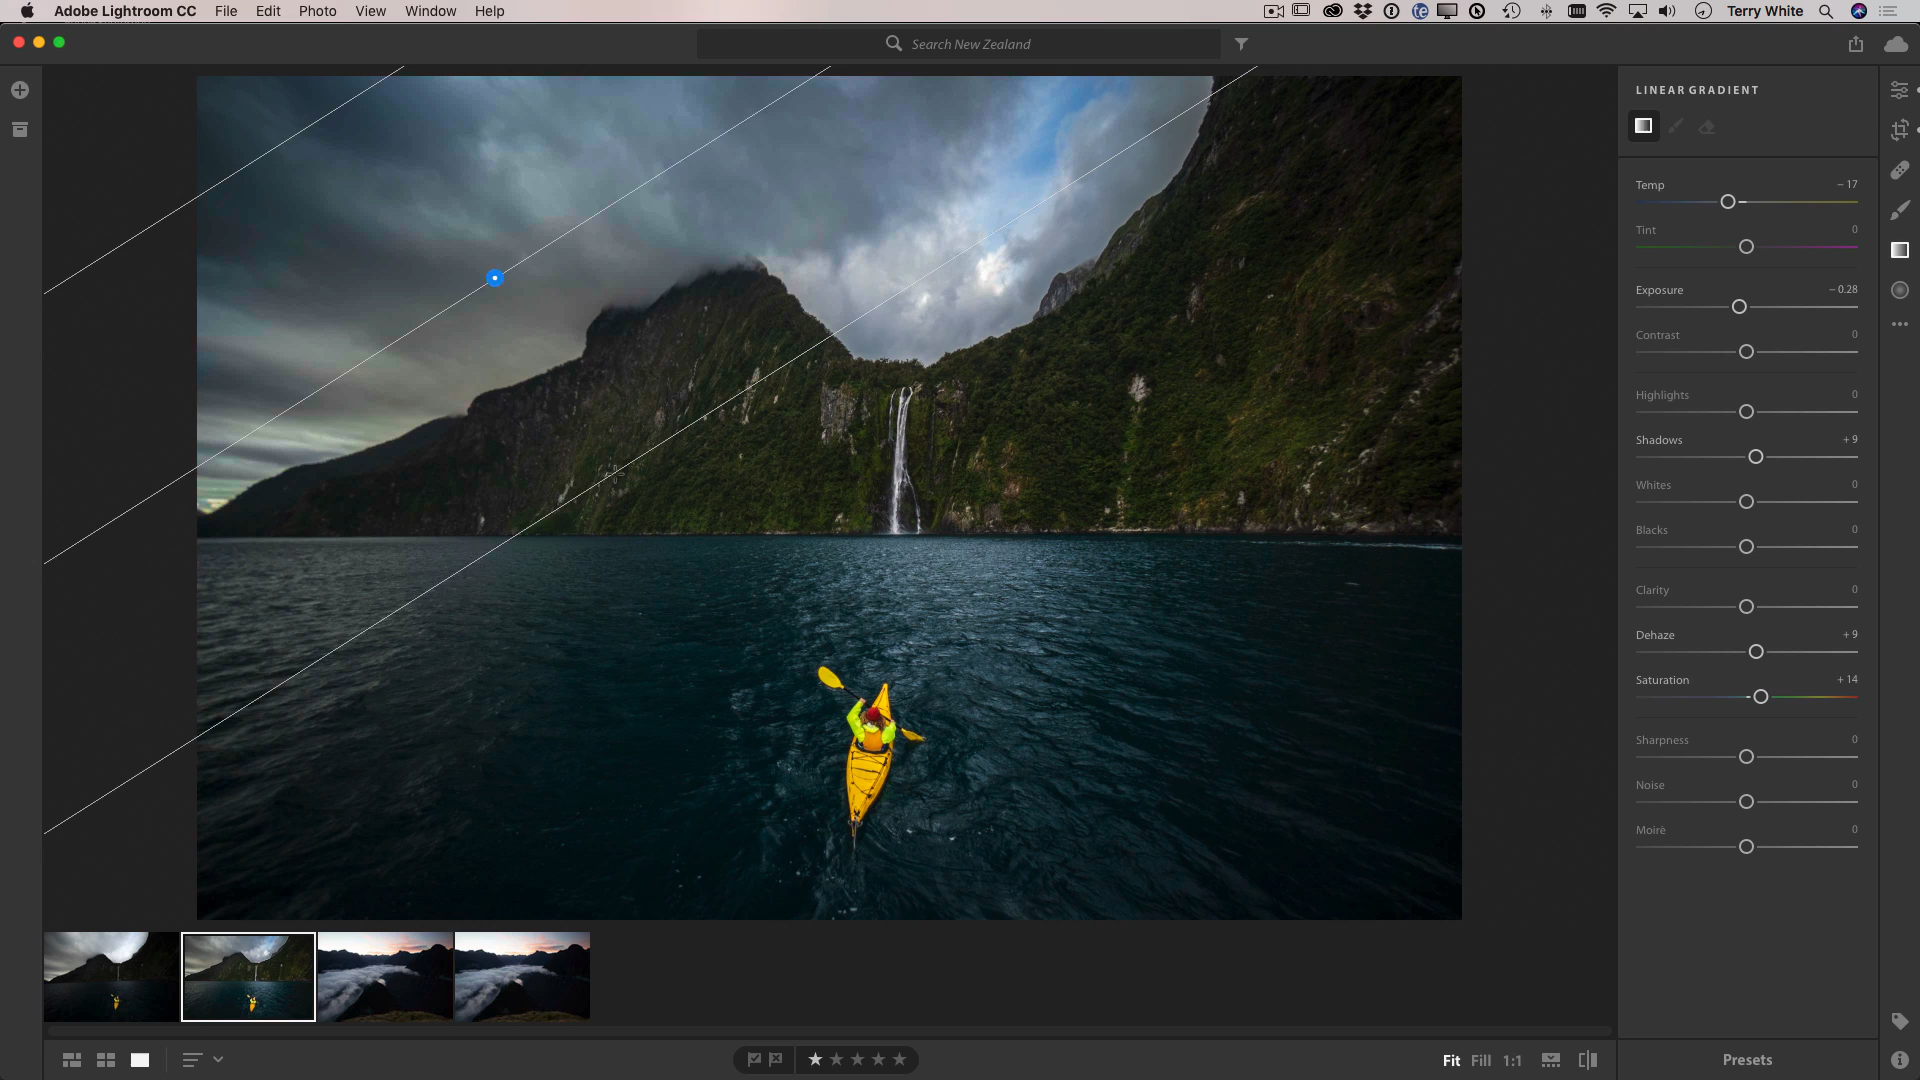 Adobe Lightroom CC File Edit Photo View Window Help Terry White
Search New Zealand
LINEAR GRADIENT
Temp − 17
Tint 0
Exposure − 0.28
Contrast 0
Highlights 0
Shadows + 9
Whites 0
Blacks 0
Clarity 0
Dehaze + 9
Saturation + 14
Sharpness 0
Noise 0
Moiré 0
Fit Fill 1:1 Presets